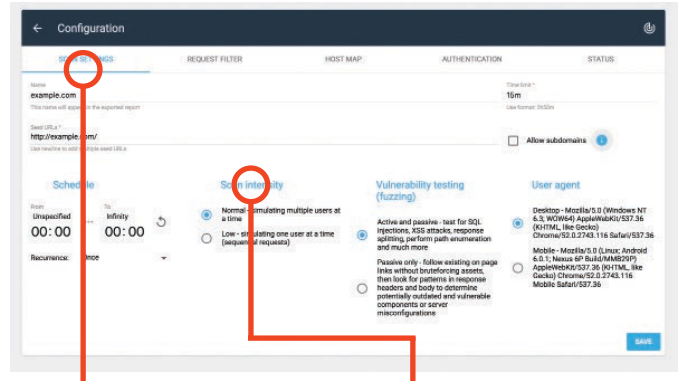 ← Configuration
SCAN SETTINGS REQUEST FILTER HOST MAP AUTHENTICATION STATUS
Name
example.com
This name will appear in the exported report
Time limit *
15m
Use format: 3h50m
Seed URLs *
http://example.com/
Use newline to add multiple seed URLs
Allow subdomains
Schedule
From
Unspecified
00:00
...
To
Infinity
00:00
Recurrence: Once
Scan intensity
Normal - simulating multiple users at
a time
Low - simulating one user at a time
(sequential requests)
Vulnerability testing
(fuzzing)
Active and passive - test for SQL
injections, XSS attacks, response
splitting, perform path enumeration
and much more
Passive only - follow existing on page
links without bruteforcing assets,
then look for patterns in response
headers and body to determine
potentially outdated and vulnerable
components or server
misconfigurations
User agent
Desktop - Mozilla/5.0 (Windows NT
6.3; WOW64) AppleWebKit/537.36
(KHTML, like Gecko)
Chrome/52.0.2743.116 Safari/537.36
Mobile - Mozilla/5.0 (Linux; Android
6.0.1; Nexus 6P Build/MMB29P)
AppleWebKit/537.36 (KHTML, like
Gecko) Chrome/52.0.2743.116
Mobile Safari/537.36
SAVE